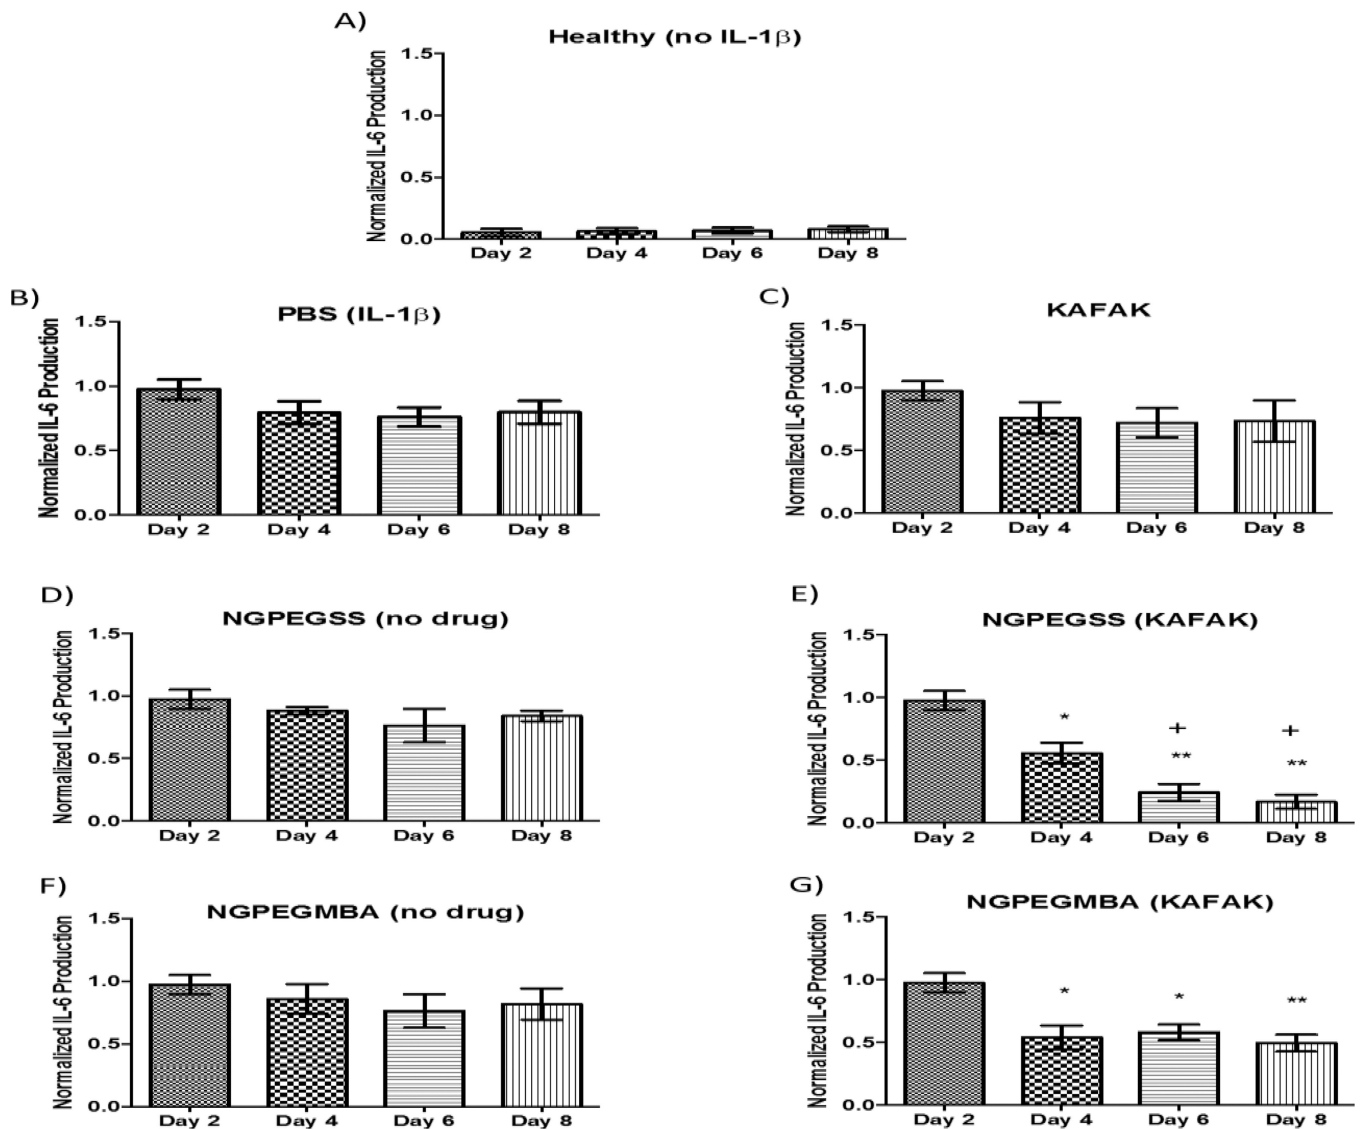 A)
Healthy (no IL-1β)
Normalized IL-6 Production
1.5
1.0
0.5
0.0
Day 2 Day 4 Day 6 Day 8
B)
PBS (IL-1β)
Normalized IL-6 Production
1.5
1.0
0.5
0.0
Day 2 Day 4 Day 6 Day 8
C)
KAFAK
Normalized IL-6 Production
1.5
1.0
0.5
0.0
Day 2 Day 4 Day 6 Day 8
D)
NGPEGSS (no drug)
Normalized IL-6 Production
1.5
1.0
0.5
0.0
Day 2 Day 4 Day 6 Day 8
E)
NGPEGSS (KAFAK)
Normalized IL-6 Production
1.5
1.0
0.5
0.0
* + +
** **
Day 2 Day 4 Day 6 Day 8
F)
NGPEGMBA (no drug)
Normalized IL-6 Production
1.5
1.0
0.5
0.0
Day 2 Day 4 Day 6 Day 8
G)
NGPEGMBA (KAFAK)
Normalized IL-6 Production
1.5
1.0
0.5
0.0
* * **
Day 2 Day 4 Day 6 Day 8